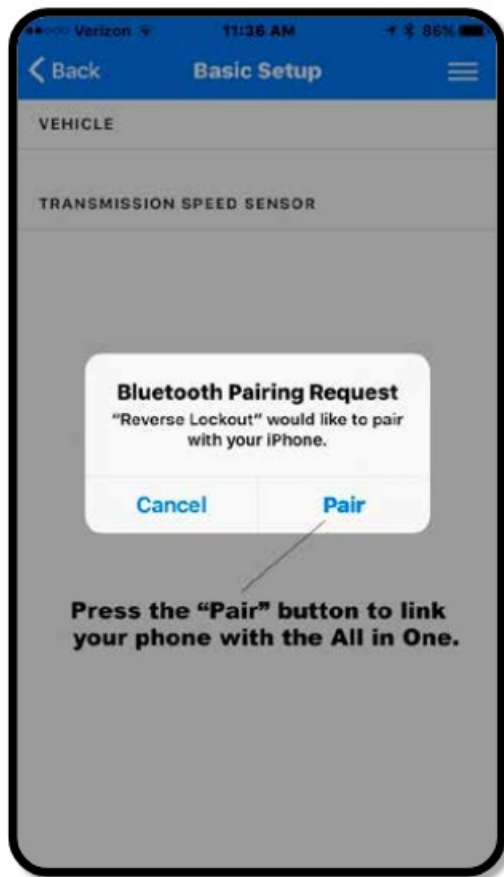 Verizon
11:36 AM
86%
Back
Basic Setup
VEHICLE
TRANSMISSION SPEED SENSOR
Bluetooth Pairing Request
“Reverse Lockout” would like to pair
with your iPhone.
Cancel
Pair
Press the “Pair” button to link
your phone with the All in One.